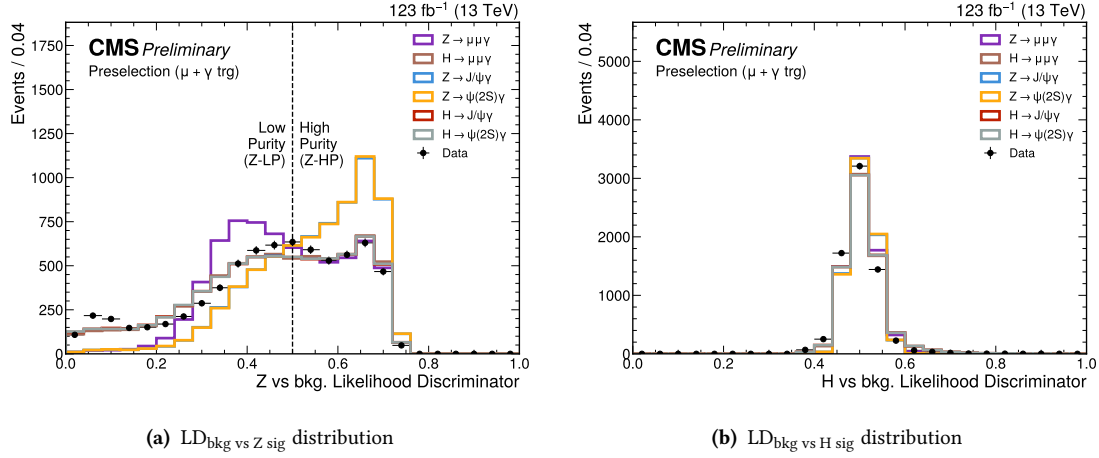 123 fb⁻¹ (13 TeV)
CMS Preliminary
Preselection (μ + γ trg)
Z → μμγ
H → μμγ
Z → J/ψγ
Z → ψ(2S)γ
H → J/ψγ
H → ψ(2S)γ
Data
Low Purity (Z-LP)
High Purity (Z-HP)
Events / 0.04
1750
1500
1250
1000
750
500
250
0
0.0 0.2 0.4 0.6 0.8 1.0
Z vs bkg. Likelihood Discriminator
(a) LD_bkg vs Z sig distribution
123 fb⁻¹ (13 TeV)
CMS Preliminary
Preselection (μ + γ trg)
Z → μμγ
H → μμγ
Z → J/ψγ
Z → ψ(2S)γ
H → J/ψγ
H → ψ(2S)γ
Data
Events / 0.04
5000
4000
3000
2000
1000
0
0.0 0.2 0.4 0.6 0.8 1.0
H vs bkg. Likelihood Discriminator
(b) LD_bkg vs H sig distribution